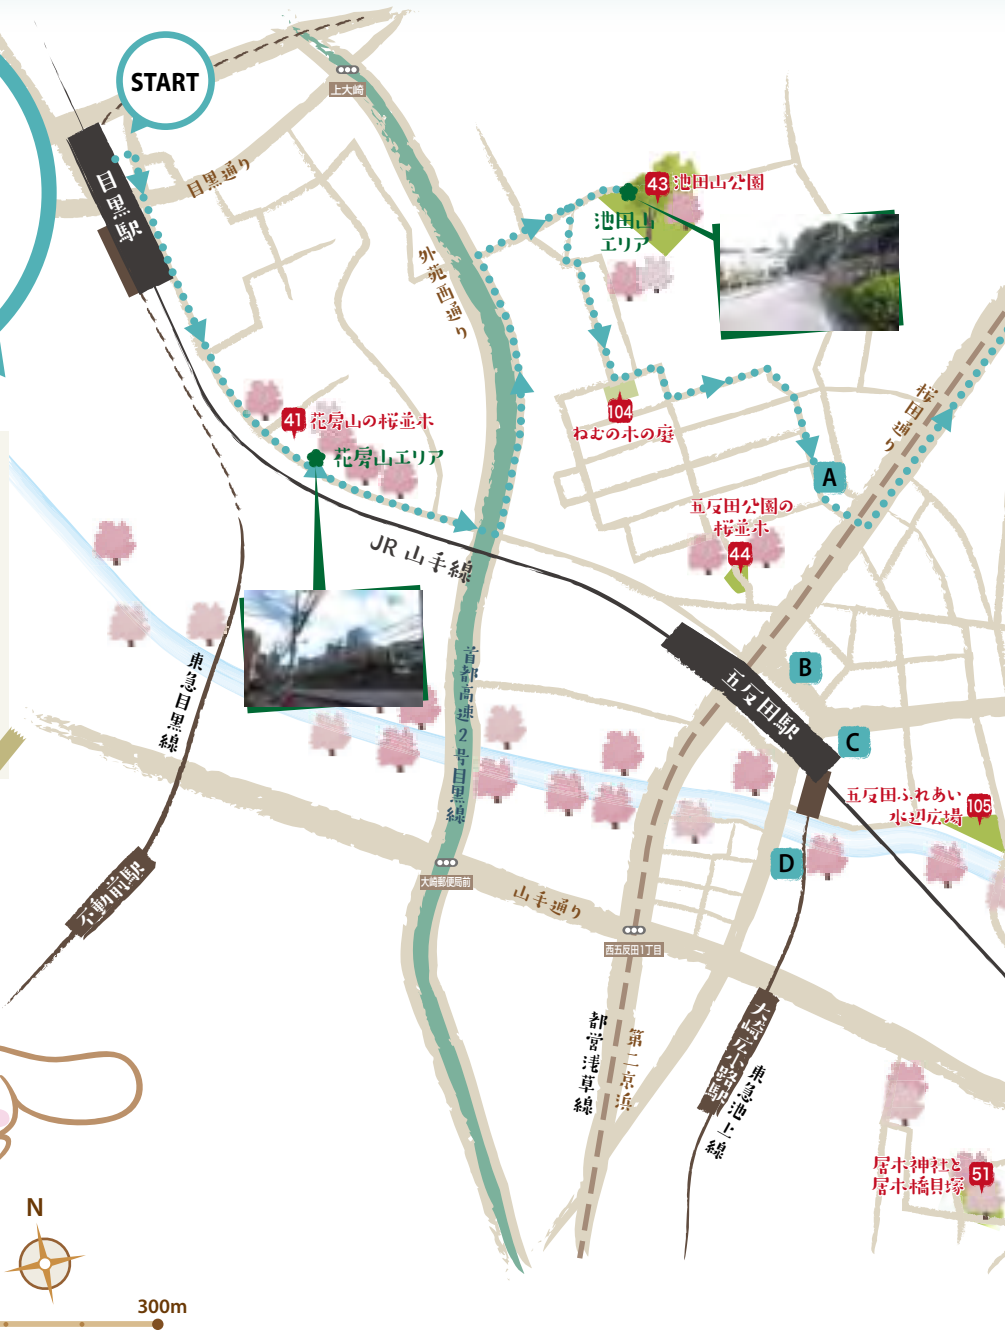 START
上大崎
目黒駅
目黒通り
外苑西通り
43 池田山公園
池田山
エリア
桜田通り
104
ねむの木の庭
41 花房山の桜並木
花房山エリア
A
五反田公園の
桜並木
44
JR 山手線
東急目黒線
首都高速2号目黒線
B
五反田駅
C
五反田ふれあい
水辺広場
105
D
不動前駅
大崎郵便局前
山手通り
西五反田1丁目
都営浅草線
第二京浜
大崎広小路駅
東急池上線
居木神社と
居木橋貝塚
51
N
300m